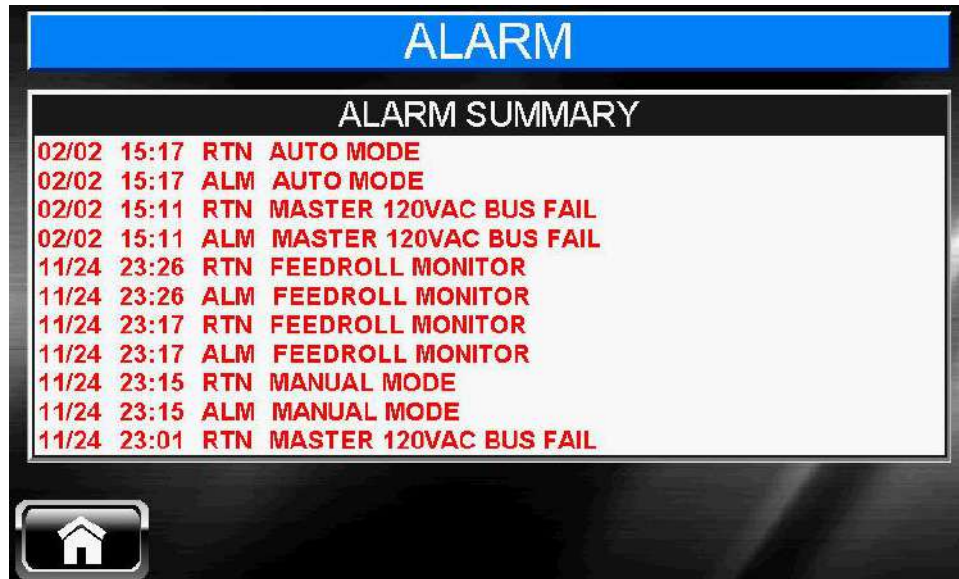 ALARM
ALARM SUMMARY
02/02 15:17 RTN AUTO MODE
02/02 15:17 ALM AUTO MODE
02/02 15:11 RTN MASTER 120VAC BUS FAIL
02/02 15:11 ALM MASTER 120VAC BUS FAIL
11/24 23:26 RTN FEEDROLL MONITOR
11/24 23:26 ALM FEEDROLL MONITOR
11/24 23:17 RTN FEEDROLL MONITOR
11/24 23:17 ALM FEEDROLL MONITOR
11/24 23:15 RTN MANUAL MODE
11/24 23:15 ALM MANUAL MODE
11/24 23:01 RTN MASTER 120VAC BUS FAIL